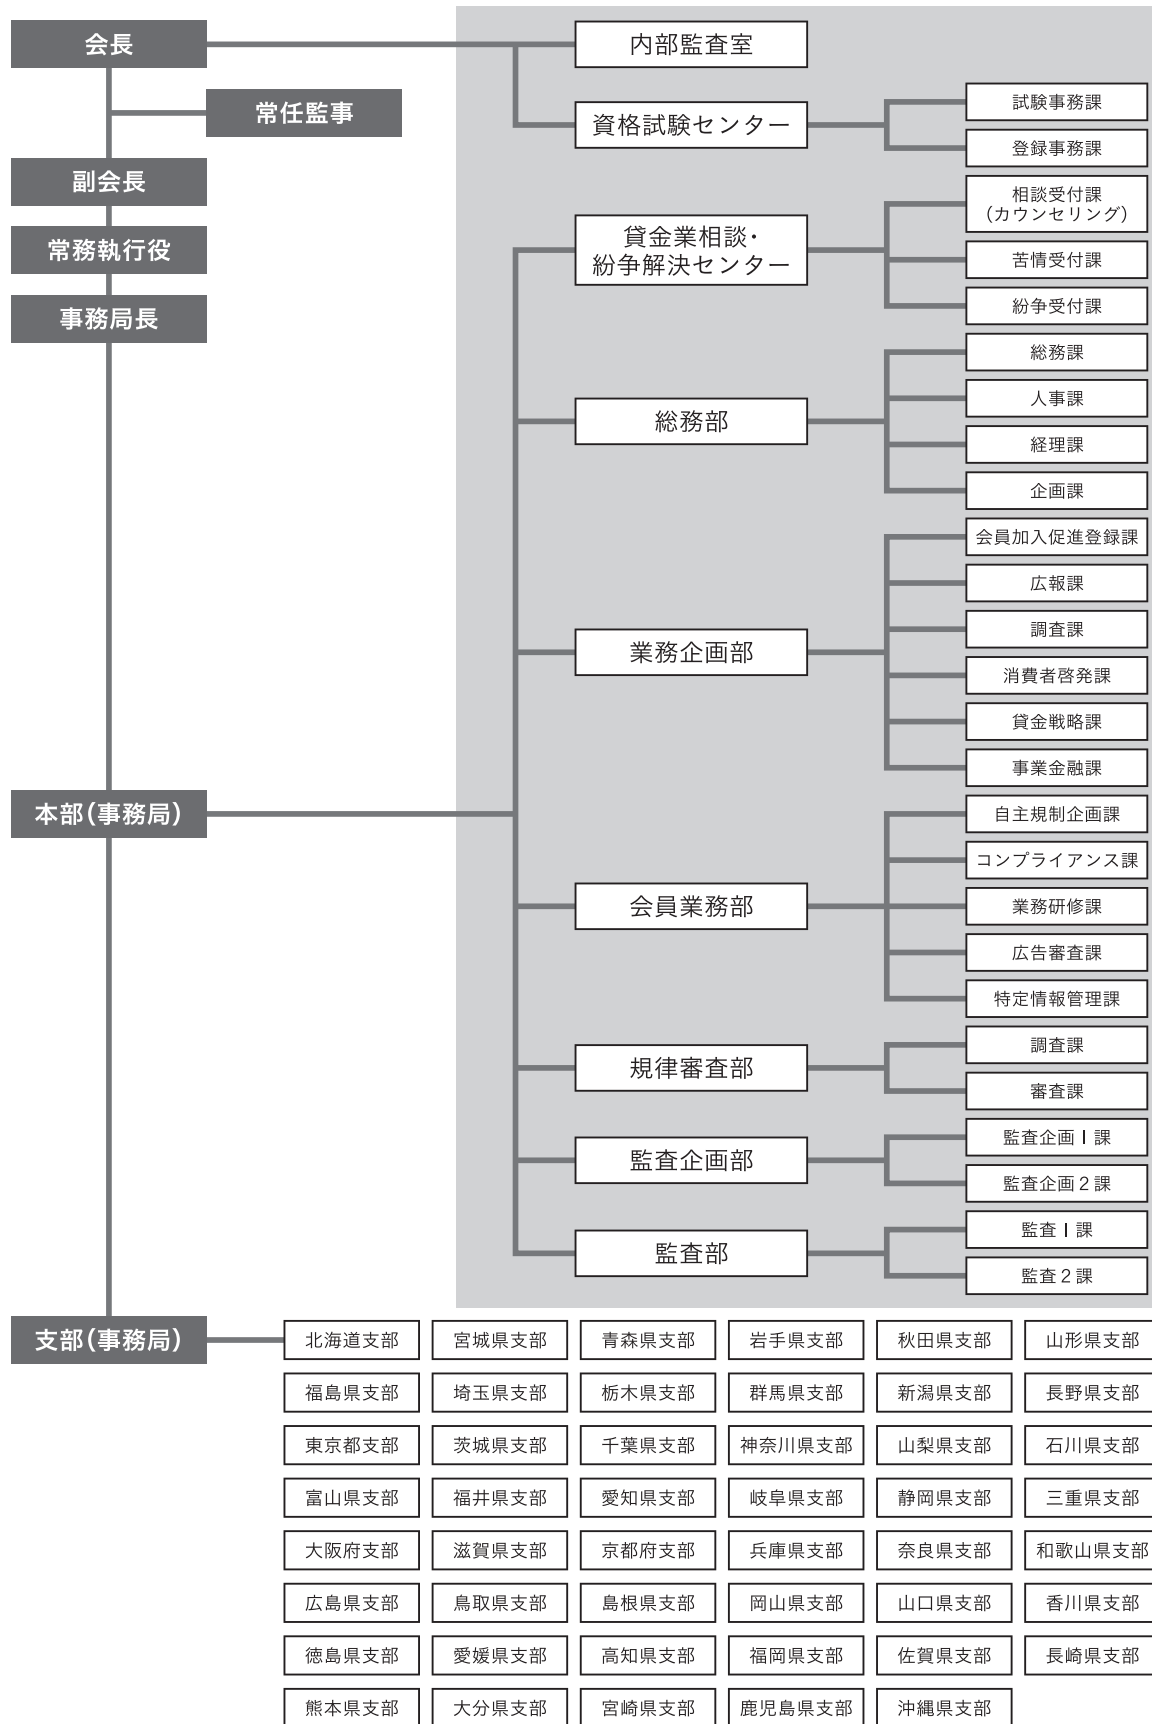 会長
常任監事
副会長
常務執行役
事務局長
本部(事務局)
支部(事務局)
内部監査室
資格試験センター
試験事務課
登録事務課
貸金業相談・
紛争解決センター
相談受付課
(カウンセリング)
苦情受付課
紛争受付課
総務部
総務課
人事課
経理課
企画課
業務企画部
会員加入促進登録課
広報課
調査課
消費者啓発課
貸金戦略課
事業金融課
会員業務部
自主規制企画課
コンプライアンス課
業務研修課
広告審査課
特定情報管理課
規律審査部
調査課
審査課
監査企画部
監査企画1課
監査企画2課
監査部
監査1課
監査2課
北海道支部 宮城県支部 青森県支部 岩手県支部 秋田県支部 山形県支部
福島県支部 埼玉県支部 栃木県支部 群馬県支部 新潟県支部 長野県支部
東京都支部 茨城県支部 千葉県支部 神奈川県支部 山梨県支部 石川県支部
富山県支部 福井県支部 愛知県支部 岐阜県支部 静岡県支部 三重県支部
大阪府支部 滋賀県支部 京都府支部 兵庫県支部 奈良県支部 和歌山県支部
広島県支部 鳥取県支部 島根県支部 岡山県支部 山口県支部 香川県支部
徳島県支部 愛媛県支部 高知県支部 福岡県支部 佐賀県支部 長崎県支部
熊本県支部 大分県支部 宮崎県支部 鹿児島県支部 沖縄県支部